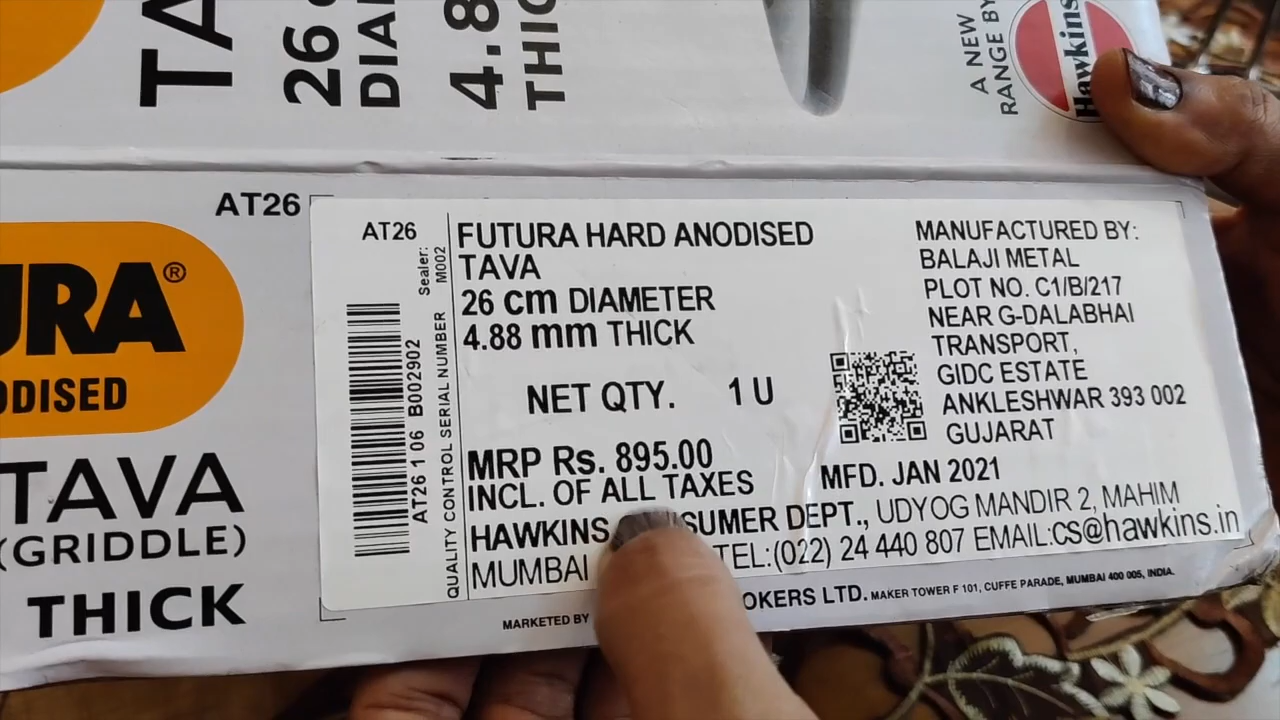 TA
26
DIA
4.8
THIC
A NEW
RANGE BY
Hawkins
AT26
URA®
ODISED
TAVA
(GRIDDLE)
THICK
AT26
Sealer:
M002
AT26 1 06 B002902
QUALITY CONTROL SERIAL NUMBER
FUTURA HARD ANODISED
TAVA
26 cm DIAMETER
4.88 mm THICK
NET QTY. 1 U
MRP Rs. 895.00
INCL. OF ALL TAXES
MANUFACTURED BY:
BALAJI METAL
PLOT NO. C1/B/217
NEAR G-DALABHAI
TRANSPORT,
GIDC ESTATE
ANKLESHWAR 393 002
GUJARAT
MFD. JAN 2021
HAWKINS SUMER DEPT., UDYOG MANDIR 2, MAHIM
MUMBAI TEL:(022) 24 440 807 EMAIL:cs@hawkins.in
MARKETED BY OKERS LTD. MAKER TOWER F 101, CUFFE PARADE, MUMBAI 400 005, INDIA.